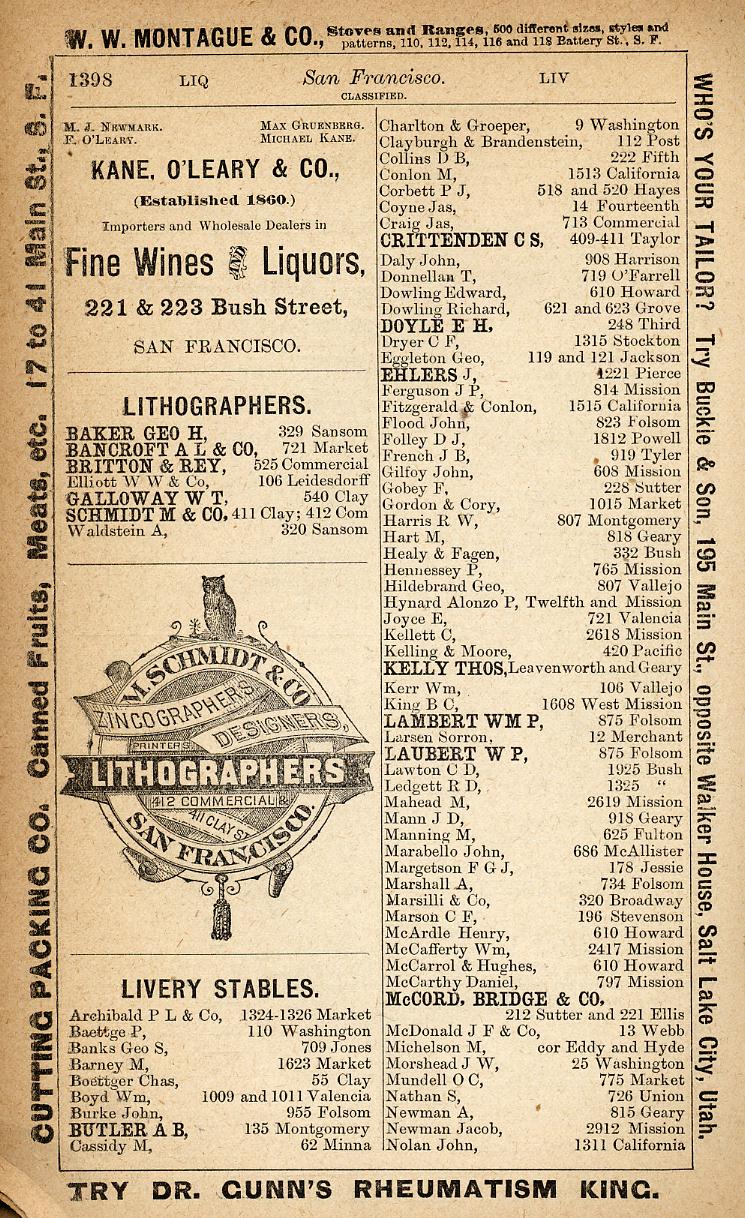 W. W. MONTAGUE & CO., Stoves and Ranges, 500 different sizes, styles and
patterns, 110, 112, 114, 116 and 118 Battery St., S. F.
CUTTING PACKING CO. Canned Fruits, Meats, etc. 17 to 41 Main St., S. F.
1398 LIQ San Francisco. LIV
CLASSIFIED.
M. J. NEWMARK. MAX GRUENBERG.
F. O'LEARY. MICHAEL KANE.
KANE, O'LEARY & CO.,
(Established 1860.)
Importers and Wholesale Dealers in
Fine Wines & Liquors,
221 & 223 Bush Street,
SAN FRANCISCO.
LITHOGRAPHERS.
BAKER GEO H, 329 Sansom
BANCROFT A L & CO, 721 Market
BRITTON & REY, 525 Commercial
Elliott W W & Co, 106 Leidesdorff
GALLOWAY W T, 540 Clay
SCHMIDT M & CO, 411 Clay; 412 Com
Waldstein A, 320 Sansom
M. SCHMIDT & CO
ZINCOGRAPHERS
DESIGNERS,
PRINTERS
LITHOGRAPHERS
412 COMMERCIAL &
411 CLAY ST
SAN FRANCISCO.
LIVERY STABLES.
Archibald P L & Co, 1324-1326 Market
Baettge P, 110 Washington
Banks Geo S, 709 Jones
Barney M, 1623 Market
Boettger Chas, 55 Clay
Boyd Wm, 1009 and 1011 Valencia
Burke John, 955 Folsom
BUTLER A B, 135 Montgomery
Cassidy M, 62 Minna
Charlton & Groeper, 9 Washington
Clayburgh & Brandenstein, 112 Post
Collins D B, 222 Fifth
Conlon M, 1513 California
Corbett P J, 518 and 520 Hayes
Coyne Jas, 14 Fourteenth
Craig Jas, 713 Commercial
CRITTENDEN C S, 409-411 Taylor
Daly John, 908 Harrison
Donnellan T, 719 O'Farrell
Dowling Edward, 610 Howard
Dowling Richard, 621 and 623 Grove
DOYLE E H, 248 Third
Dryer C F, 1315 Stockton
Eggleton Geo, 119 and 121 Jackson
EHLERS J, 1221 Pierce
Ferguson J P, 814 Mission
Fitzgerald & Conlon, 1515 California
Flood John, 823 Folsom
Folley D J, 1812 Powell
French J B, 919 Tyler
Gilfoy John, 608 Mission
Gobey F, 228 Sutter
Gordon & Cory, 1015 Market
Harris R W, 807 Montgomery
Hart M, 818 Geary
Healy & Fagen, 332 Bush
Hennessey P, 765 Mission
Hildebrand Geo, 807 Vallejo
Hynard Alonzo P, Twelfth and Mission
Joyce E, 721 Valencia
Kellett C, 2618 Mission
Kelling & Moore, 420 Pacific
KELLY THOS, Leavenworth and Geary
Kerr Wm, 106 Vallejo
King B C, 1608 West Mission
LAMBERT WM P, 875 Folsom
Larsen Sorron, 12 Merchant
LAUBERT W P, 875 Folsom
Lawton C D, 1925 Bush
Ledgett R D, 1325 "
Mahead M, 2619 Mission
Mann J D, 918 Geary
Manning M, 625 Fulton
Marabello John, 686 McAllister
Margetson F G J, 178 Jessie
Marshall A, 734 Folsom
Marsilli & Co, 320 Broadway
Marson C F, 196 Stevenson
McArdle Henry, 610 Howard
McCafferty Wm, 2417 Mission
McCarrol & Hughes, 610 Howard
McCarthy Daniel, 797 Mission
McCORD, BRIDGE & CO,
212 Sutter and 221 Ellis
McDonald J F & Co, 13 Webb
Michelson M, cor Eddy and Hyde
Morshead J W, 25 Washington
Mundell O C, 775 Market
Nathan S, 726 Union
Newman A, 815 Geary
Newman Jacob, 2912 Mission
Nolan John, 1311 California
WHO'S YOUR TAILOR? Try Buckle & Son, 195 Main St., opposite Walker House, Salt Lake City, Utah.
TRY DR. GUNN'S RHEUMATISM KING.